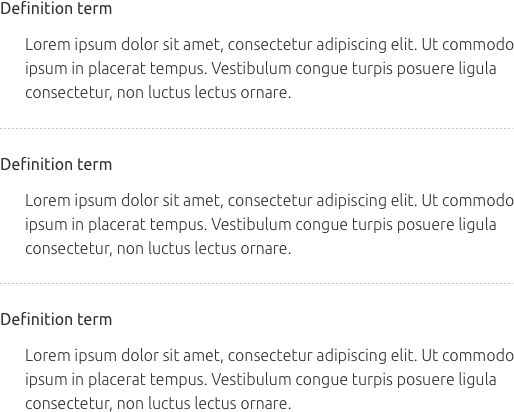 Definition term
Lorem ipsum dolor sit amet, consectetur adipiscing elit. Ut commodo
ipsum in placerat tempus. Vestibulum congue turpis posuere ligula
consectetur, non luctus lectus ornare.
Definition term
Lorem ipsum dolor sit amet, consectetur adipiscing elit. Ut commodo
ipsum in placerat tempus. Vestibulum congue turpis posuere ligula
consectetur, non luctus lectus ornare.
Definition term
Lorem ipsum dolor sit amet, consectetur adipiscing elit. Ut commodo
ipsum in placerat tempus. Vestibulum congue turpis posuere ligula
consectetur, non luctus lectus ornare.